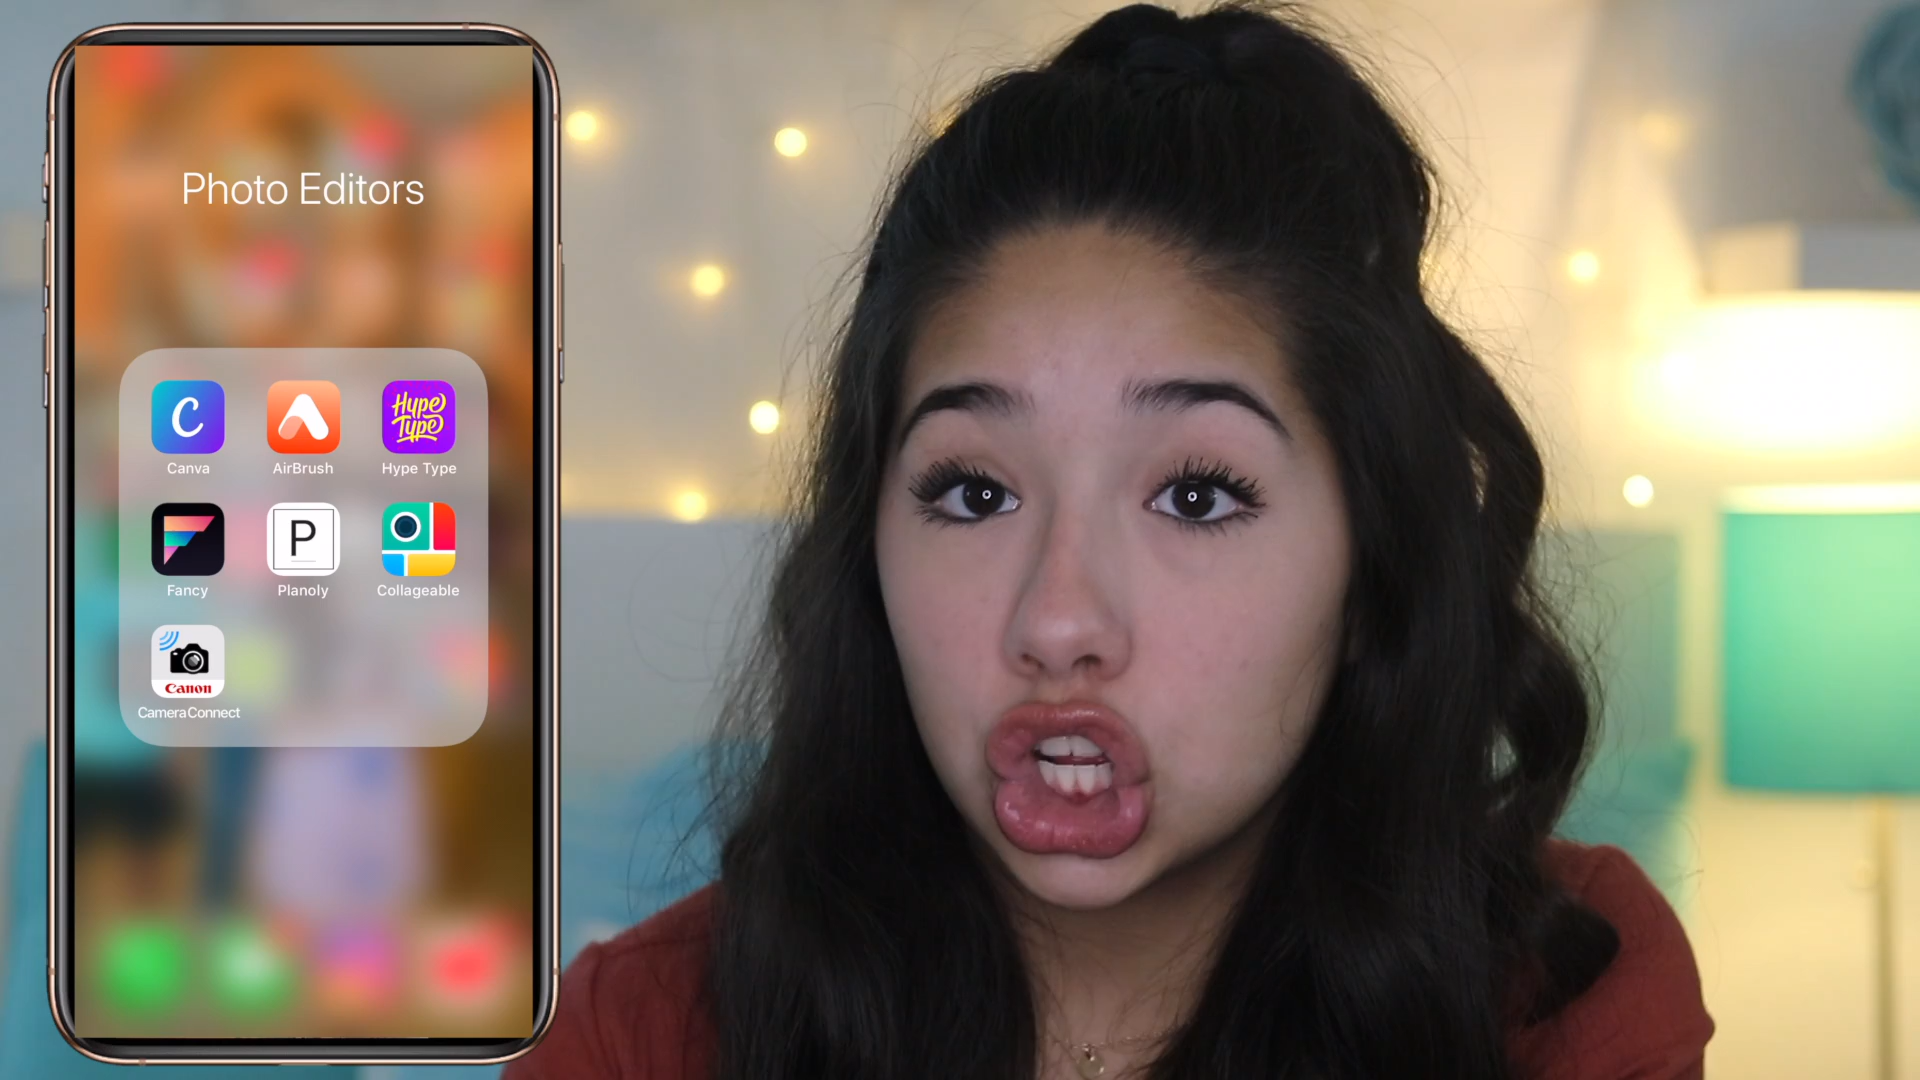 Photo Editors
C
Hype
Type
Canva AirBrush Hype Type
P
Fancy Planoly Collageable
Canon
CameraConnect